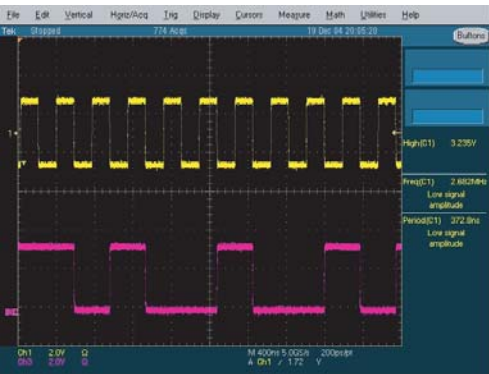 File Edit Vertical Horiz/Acq Trig Display Cursors Measure Math Utilities Help
Tek Stopped 774 Acqs 19 Dec 04 20:05:20
Buttons
1
High(C1) 3.235V
Freq(C1) 2.682MHz
Low signal
amplitude
Period(C1) 372.8ns
Low signal
amplitude
Ch1 2.0V Ω
Ch3 2.0V Ω
M 400ns 5.0GS/s 200ps/pt
A Ch1 / 1.72 V